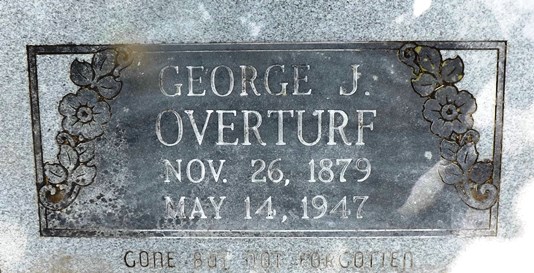 GEORGE J.
OVERTURF
NOV. 26, 1879
MAY 14, 1947
GONE BUT NOT FORGOTTEN